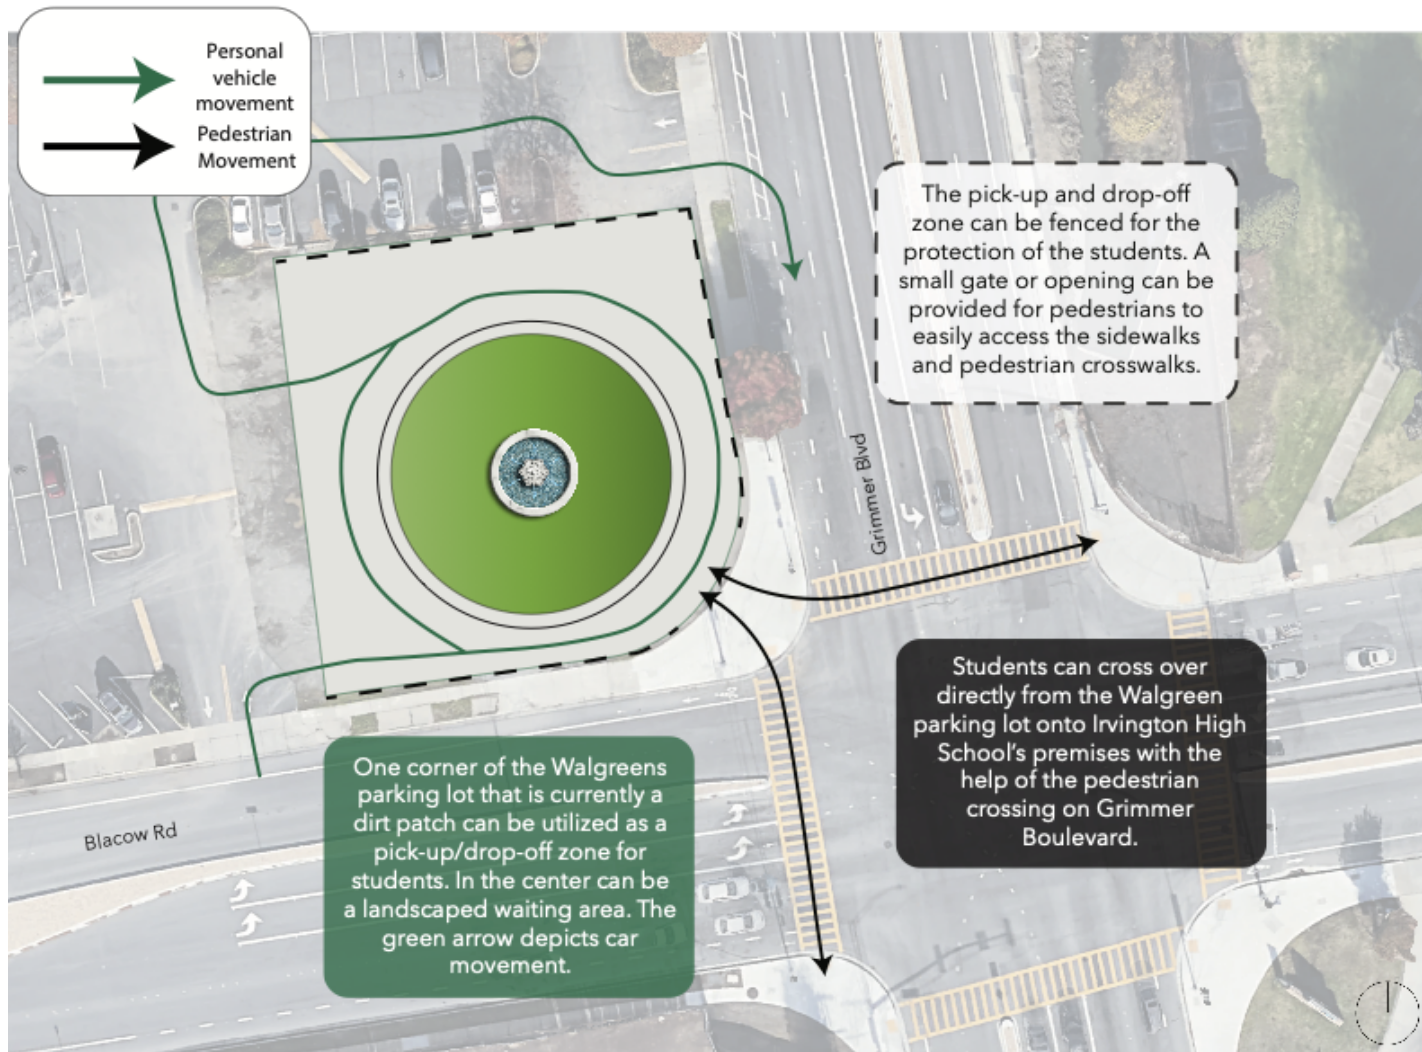 Personal
vehicle
movement
Pedestrian
Movement
The pick-up and drop-off
zone can be fenced for the
protection of the students. A
small gate or opening can be
provided for pedestrians to
easily access the sidewalks
and pedestrian crosswalks.
Grimmer Blvd
Students can cross over
directly from the Walgreen
parking lot onto Irvington High
School's premises with the
help of the pedestrian
crossing on Grimmer
Boulevard.
One corner of the Walgreens
parking lot that is currently a
dirt patch can be utilized as a
pick-up/drop-off zone for
students. In the center can be
a landscaped waiting area. The
green arrow depicts car
movement.
Blacow Rd